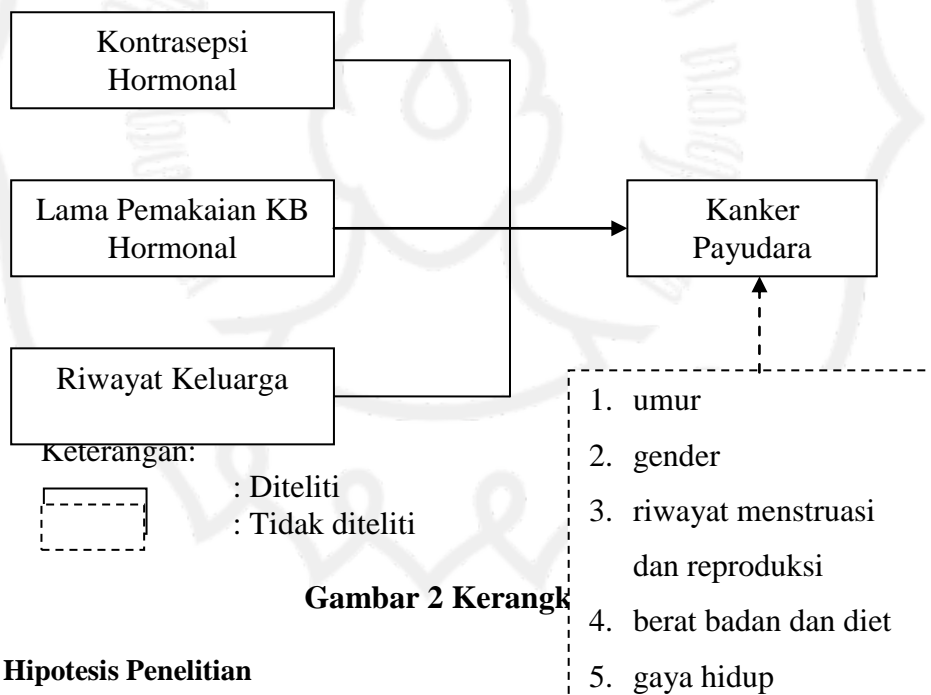 Kontrasepsi
Hormonal
Lama Pemakaian KB
Hormonal
Riwayat Keluarga
Kanker
Payudara
Keterangan:
: Diteliti
: Tidak diteliti
1. umur
2. gender
3. riwayat menstruasi
dan reproduksi
4. berat badan dan diet
5. gaya hidup
Gambar 2 Kerangk
Hipotesis Penelitian